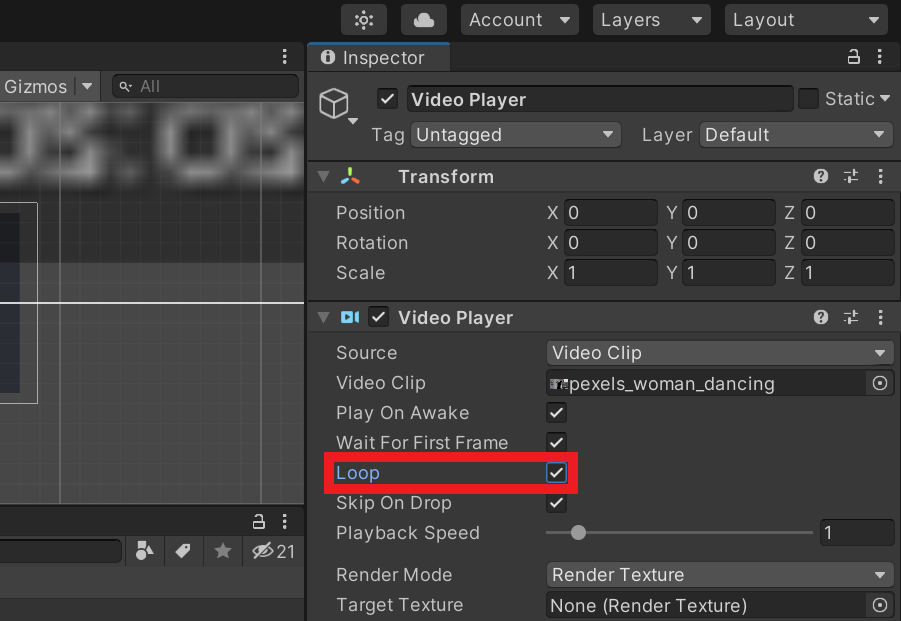 Account Layers Layout
Inspector
Gizmos All
Video Player Static
Tag Untagged Layer Default
Transform
Position X 0 Y 0 Z 0
Rotation X 0 Y 0 Z 0
Scale X 1 Y 1 Z 1
Video Player
Source Video Clip
Video Clip pexels_woman_dancing
Play On Awake
Wait For First Frame
Loop
Skip On Drop
Playback Speed 1
21
Render Mode Render Texture
Target Texture None (Render Texture)